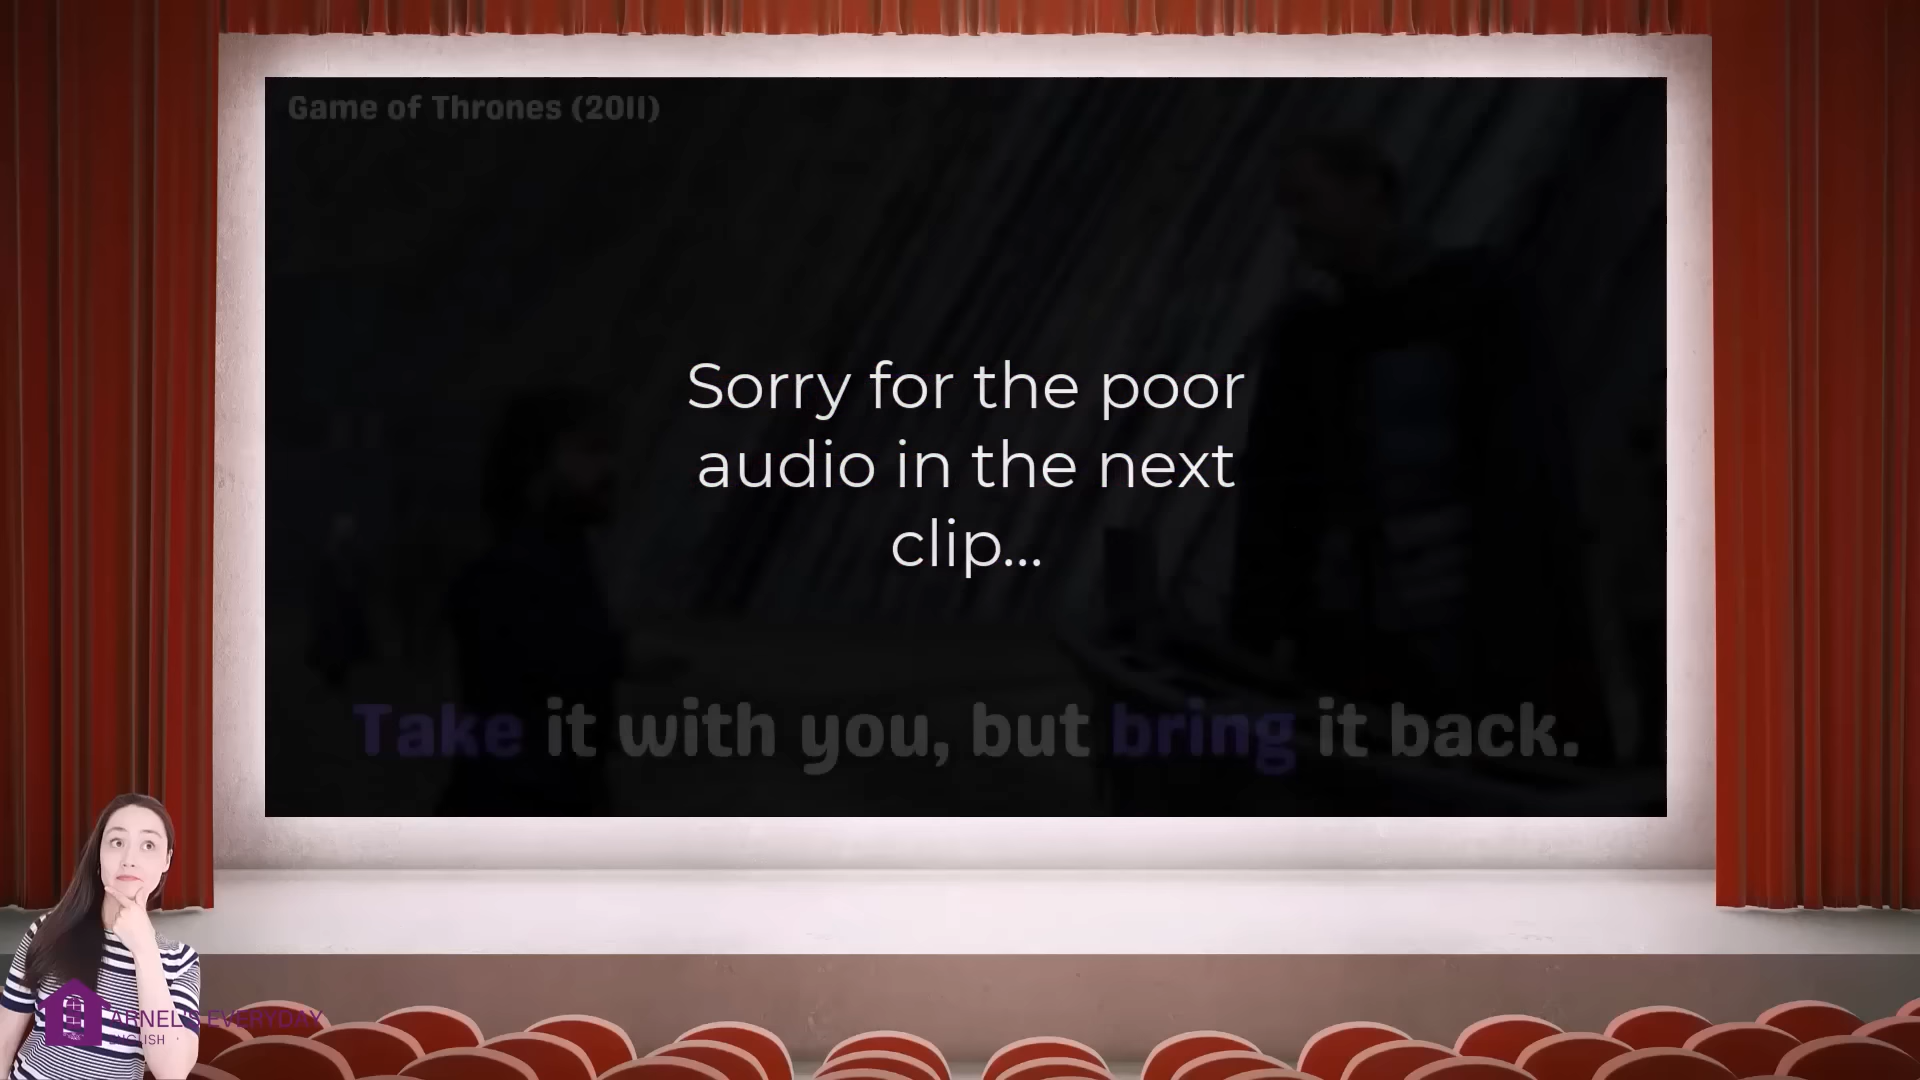 Game of Thrones (2011)
Sorry for the poor
audio in the next
clip...
Take it with you, but bring it back.
ARNEL'S EVERYDAY
ENGLISH